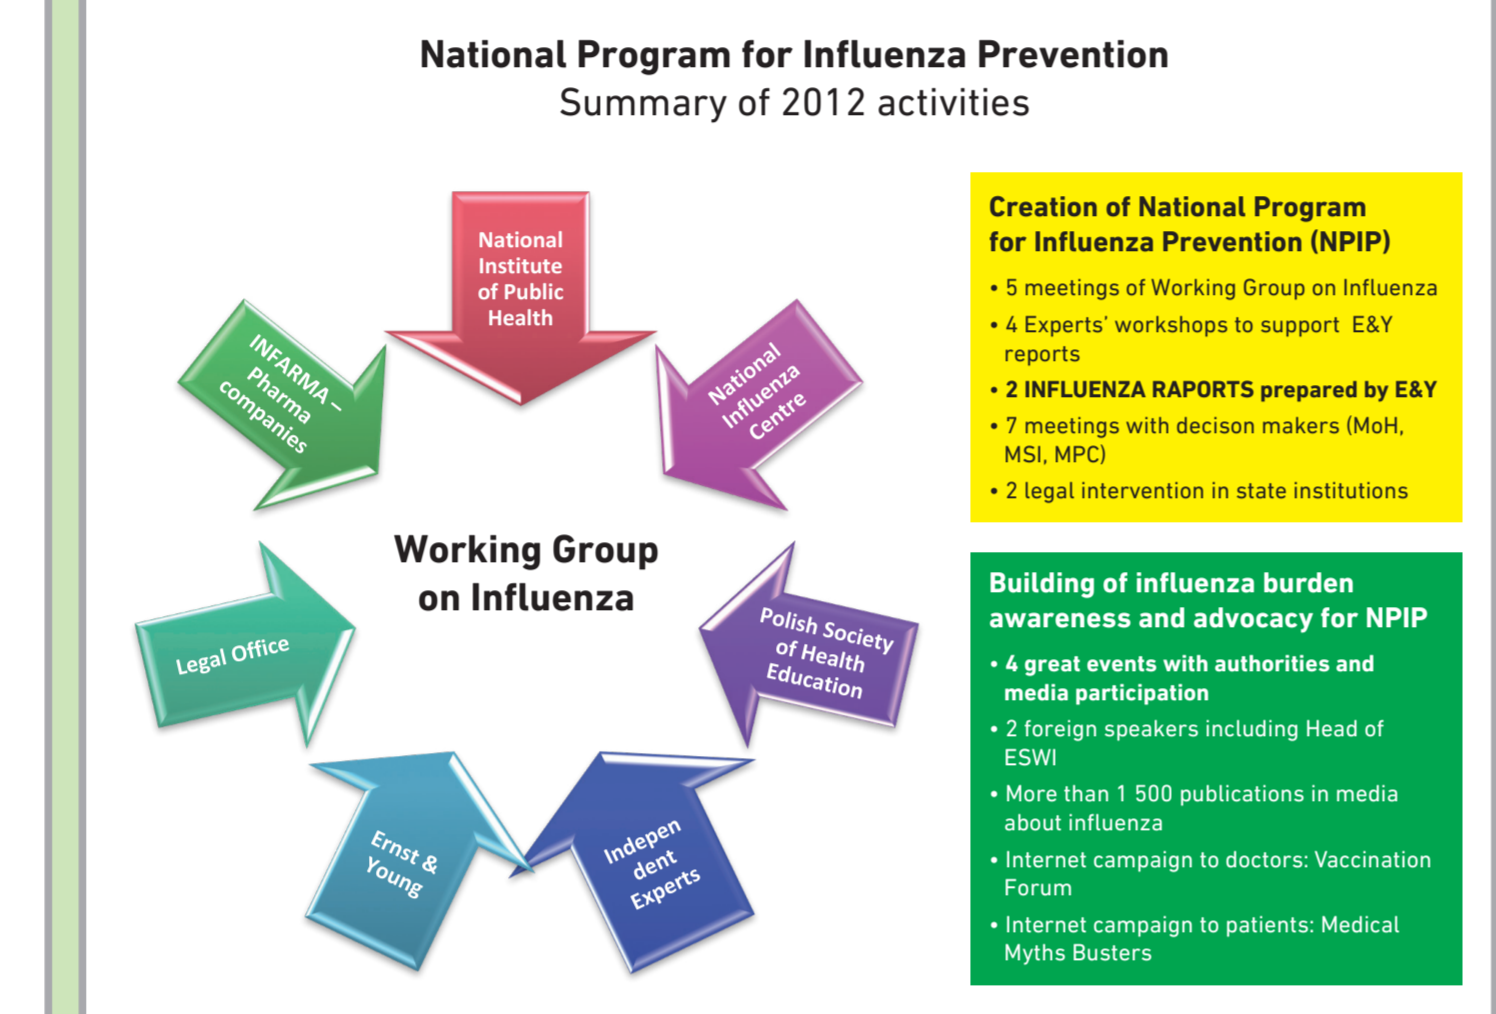 National Program for Influenza Prevention
Summary of 2012 activities
National
Institute
of Public
Health
National
Influenza
Centre
Polish Society
of Health
Education
Indepen
dent
Experts
Ernst &
Young
Legal Office
INFARMA –
Pharma
companies
Working Group
on Influenza
Creation of National Program
for Influenza Prevention (NPIP)
• 5 meetings of Working Group on Influenza
• 4 Experts’ workshops to support E&Y
reports
• 2 INFLUENZA RAPORTS prepared by E&Y
• 7 meetings with decison makers (MoH,
MSI, MPC)
• 2 legal intervention in state institutions
Building of influenza burden
awareness and advocacy for NPIP
• 4 great events with authorities and
media participation
• 2 foreign speakers including Head of
ESWI
• More than 1 500 publications in media
about influenza
• Internet campaign to doctors: Vaccination
Forum
• Internet campaign to patients: Medical
Myths Busters